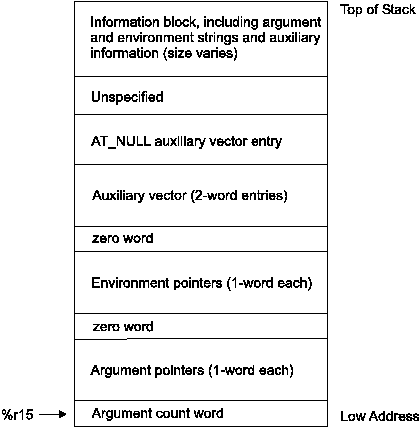 Top of Stack
Information block, including argument
and environment strings and auxiliary
information (size varies)
Unspecified
AT_NULL auxiliary vector entry
Auxiliary vector (2-word entries)
zero word
Environment pointers (1-word each)
zero word
Argument pointers (1-word each)
%r15
Argument count word
Low Address